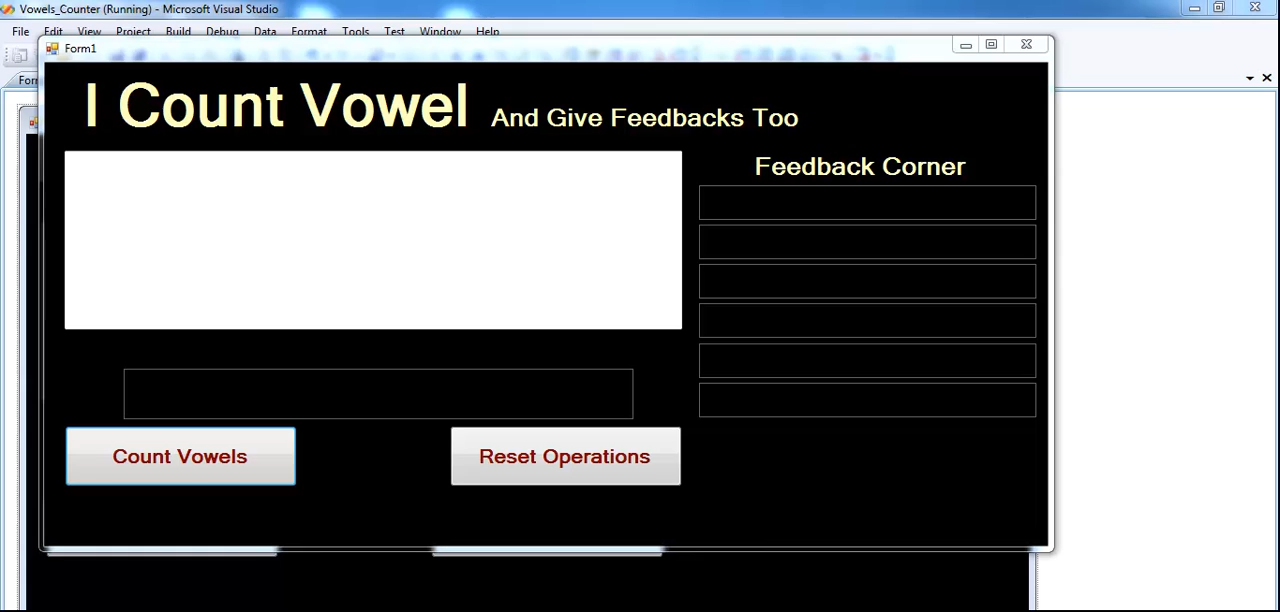 Vowels_Counter (Running) - Microsoft Visual Studio
File Edit View Project Build Debug Data Format Tools Test Window Help
Form1
I Count Vowel And Give Feedbacks Too
Feedback Corner
Count Vowels
Reset Operations